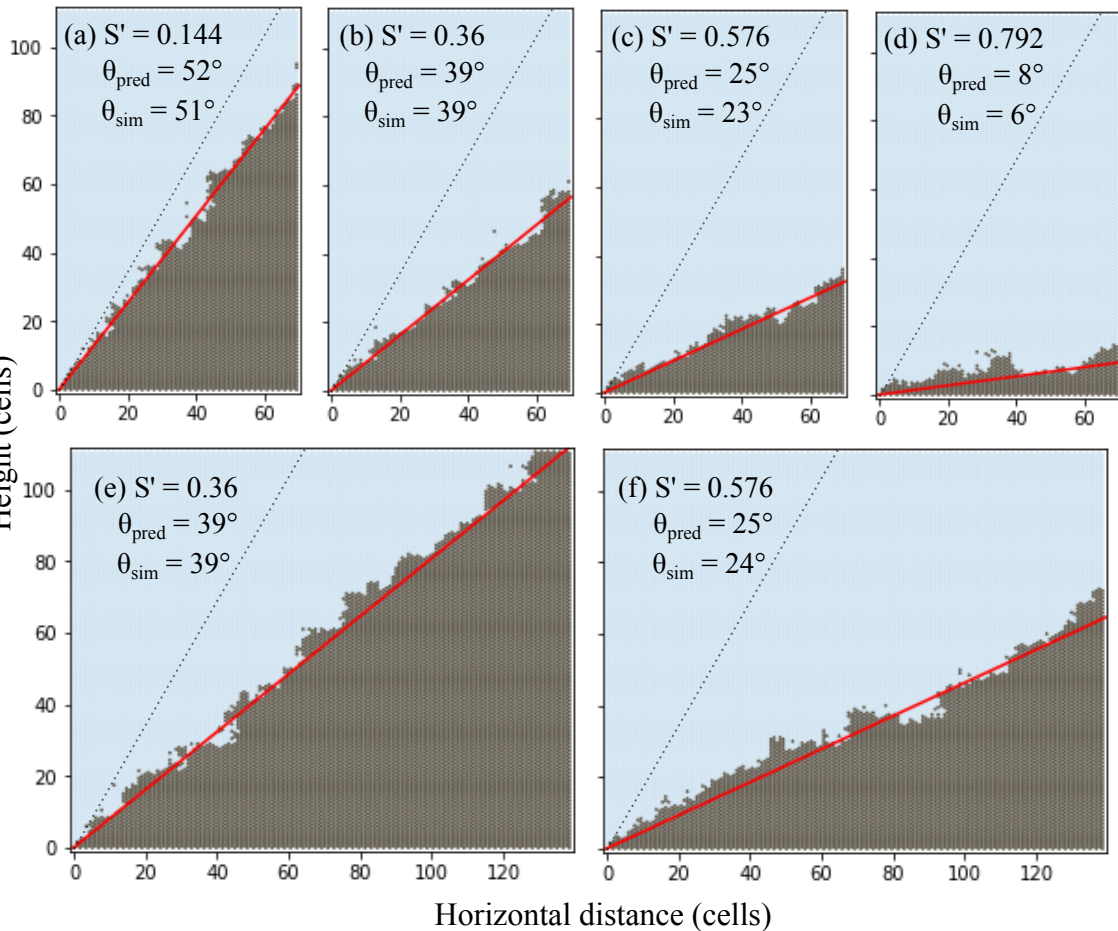 (a) S' = 0.144
θpred = 52°
θsim = 51°
(b) S' = 0.36
θpred = 39°
θsim = 39°
(c) S' = 0.576
θpred = 25°
θsim = 23°
(d) S' = 0.792
θpred = 8°
θsim = 6°
100
80
60
40
20
0
0 20 40 60
0 20 40 60
0 20 40 60
0 20 40 60
Height (cells)
(e) S' = 0.36
θpred = 39°
θsim = 39°
(f) S' = 0.576
θpred = 25°
θsim = 24°
100
80
60
40
20
0
0 20 40 60 80 100 120
0 20 40 60 80 100 120
Horizontal distance (cells)